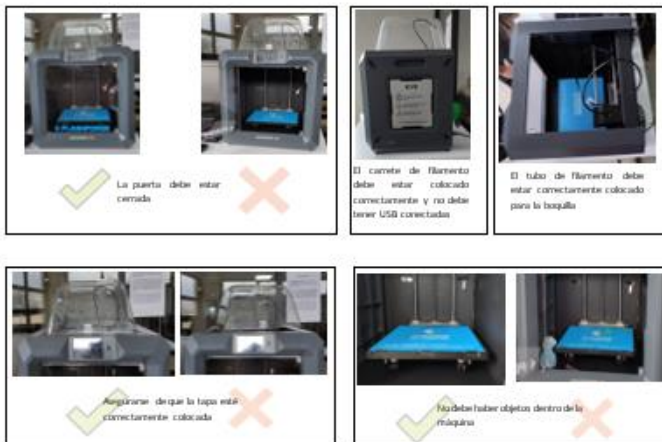 La puerta debe estar
cerrada
El carrete de filamento
debe estar colocado
correctamente y no debe
tener USB conectadas
El tubo de filamento debe
estar correctamente colocado
para la boquilla
Asegurarse de que la tapa esté
correctamente colocada
No debe haber objetos dentro de la
máquina